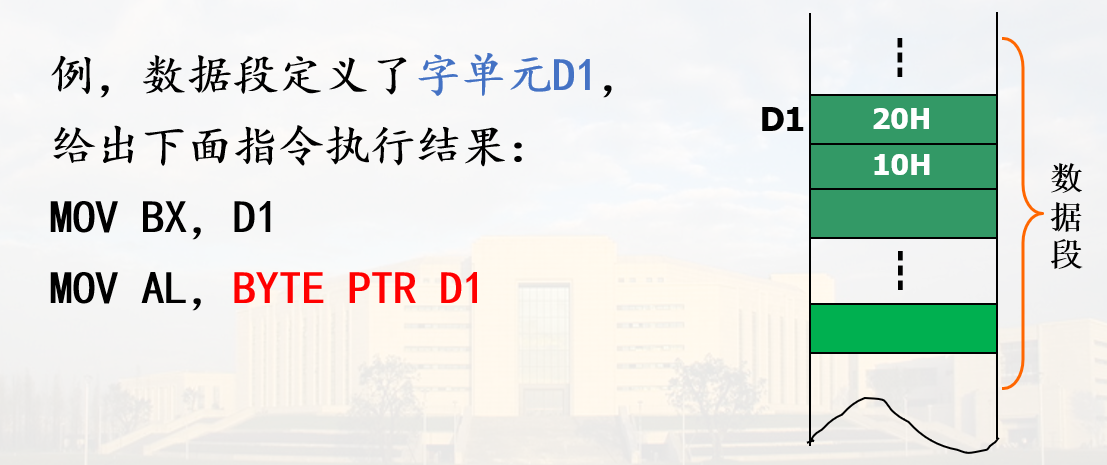 例，数据段定义了字单元D1，
给出下面指令执行结果：
MOV BX，D1
MOV AL，BYTE PTR D1
D1
20H
10H
数据段